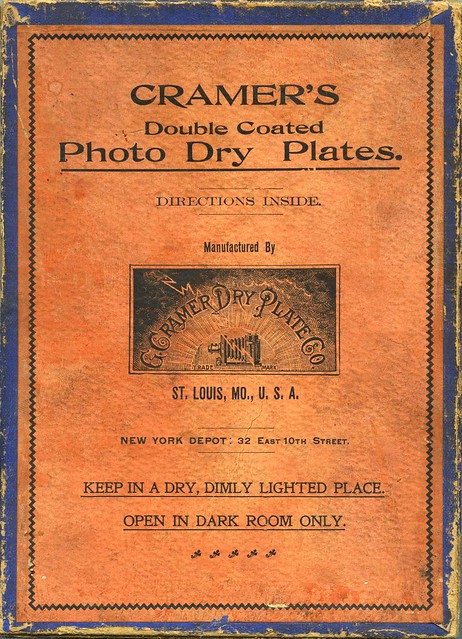 CRAMER'S
Double Coated
Photo Dry Plates.
DIRECTIONS INSIDE.
Manufactured By
G. CRAMER DRY PLATE CO.
TRADE MARK
ST. LOUIS, MO., U. S. A.
NEW YORK DEPOT: 32 EAST 10TH STREET.
KEEP IN A DRY, DIMLY LIGHTED PLACE.
OPEN IN DARK ROOM ONLY.